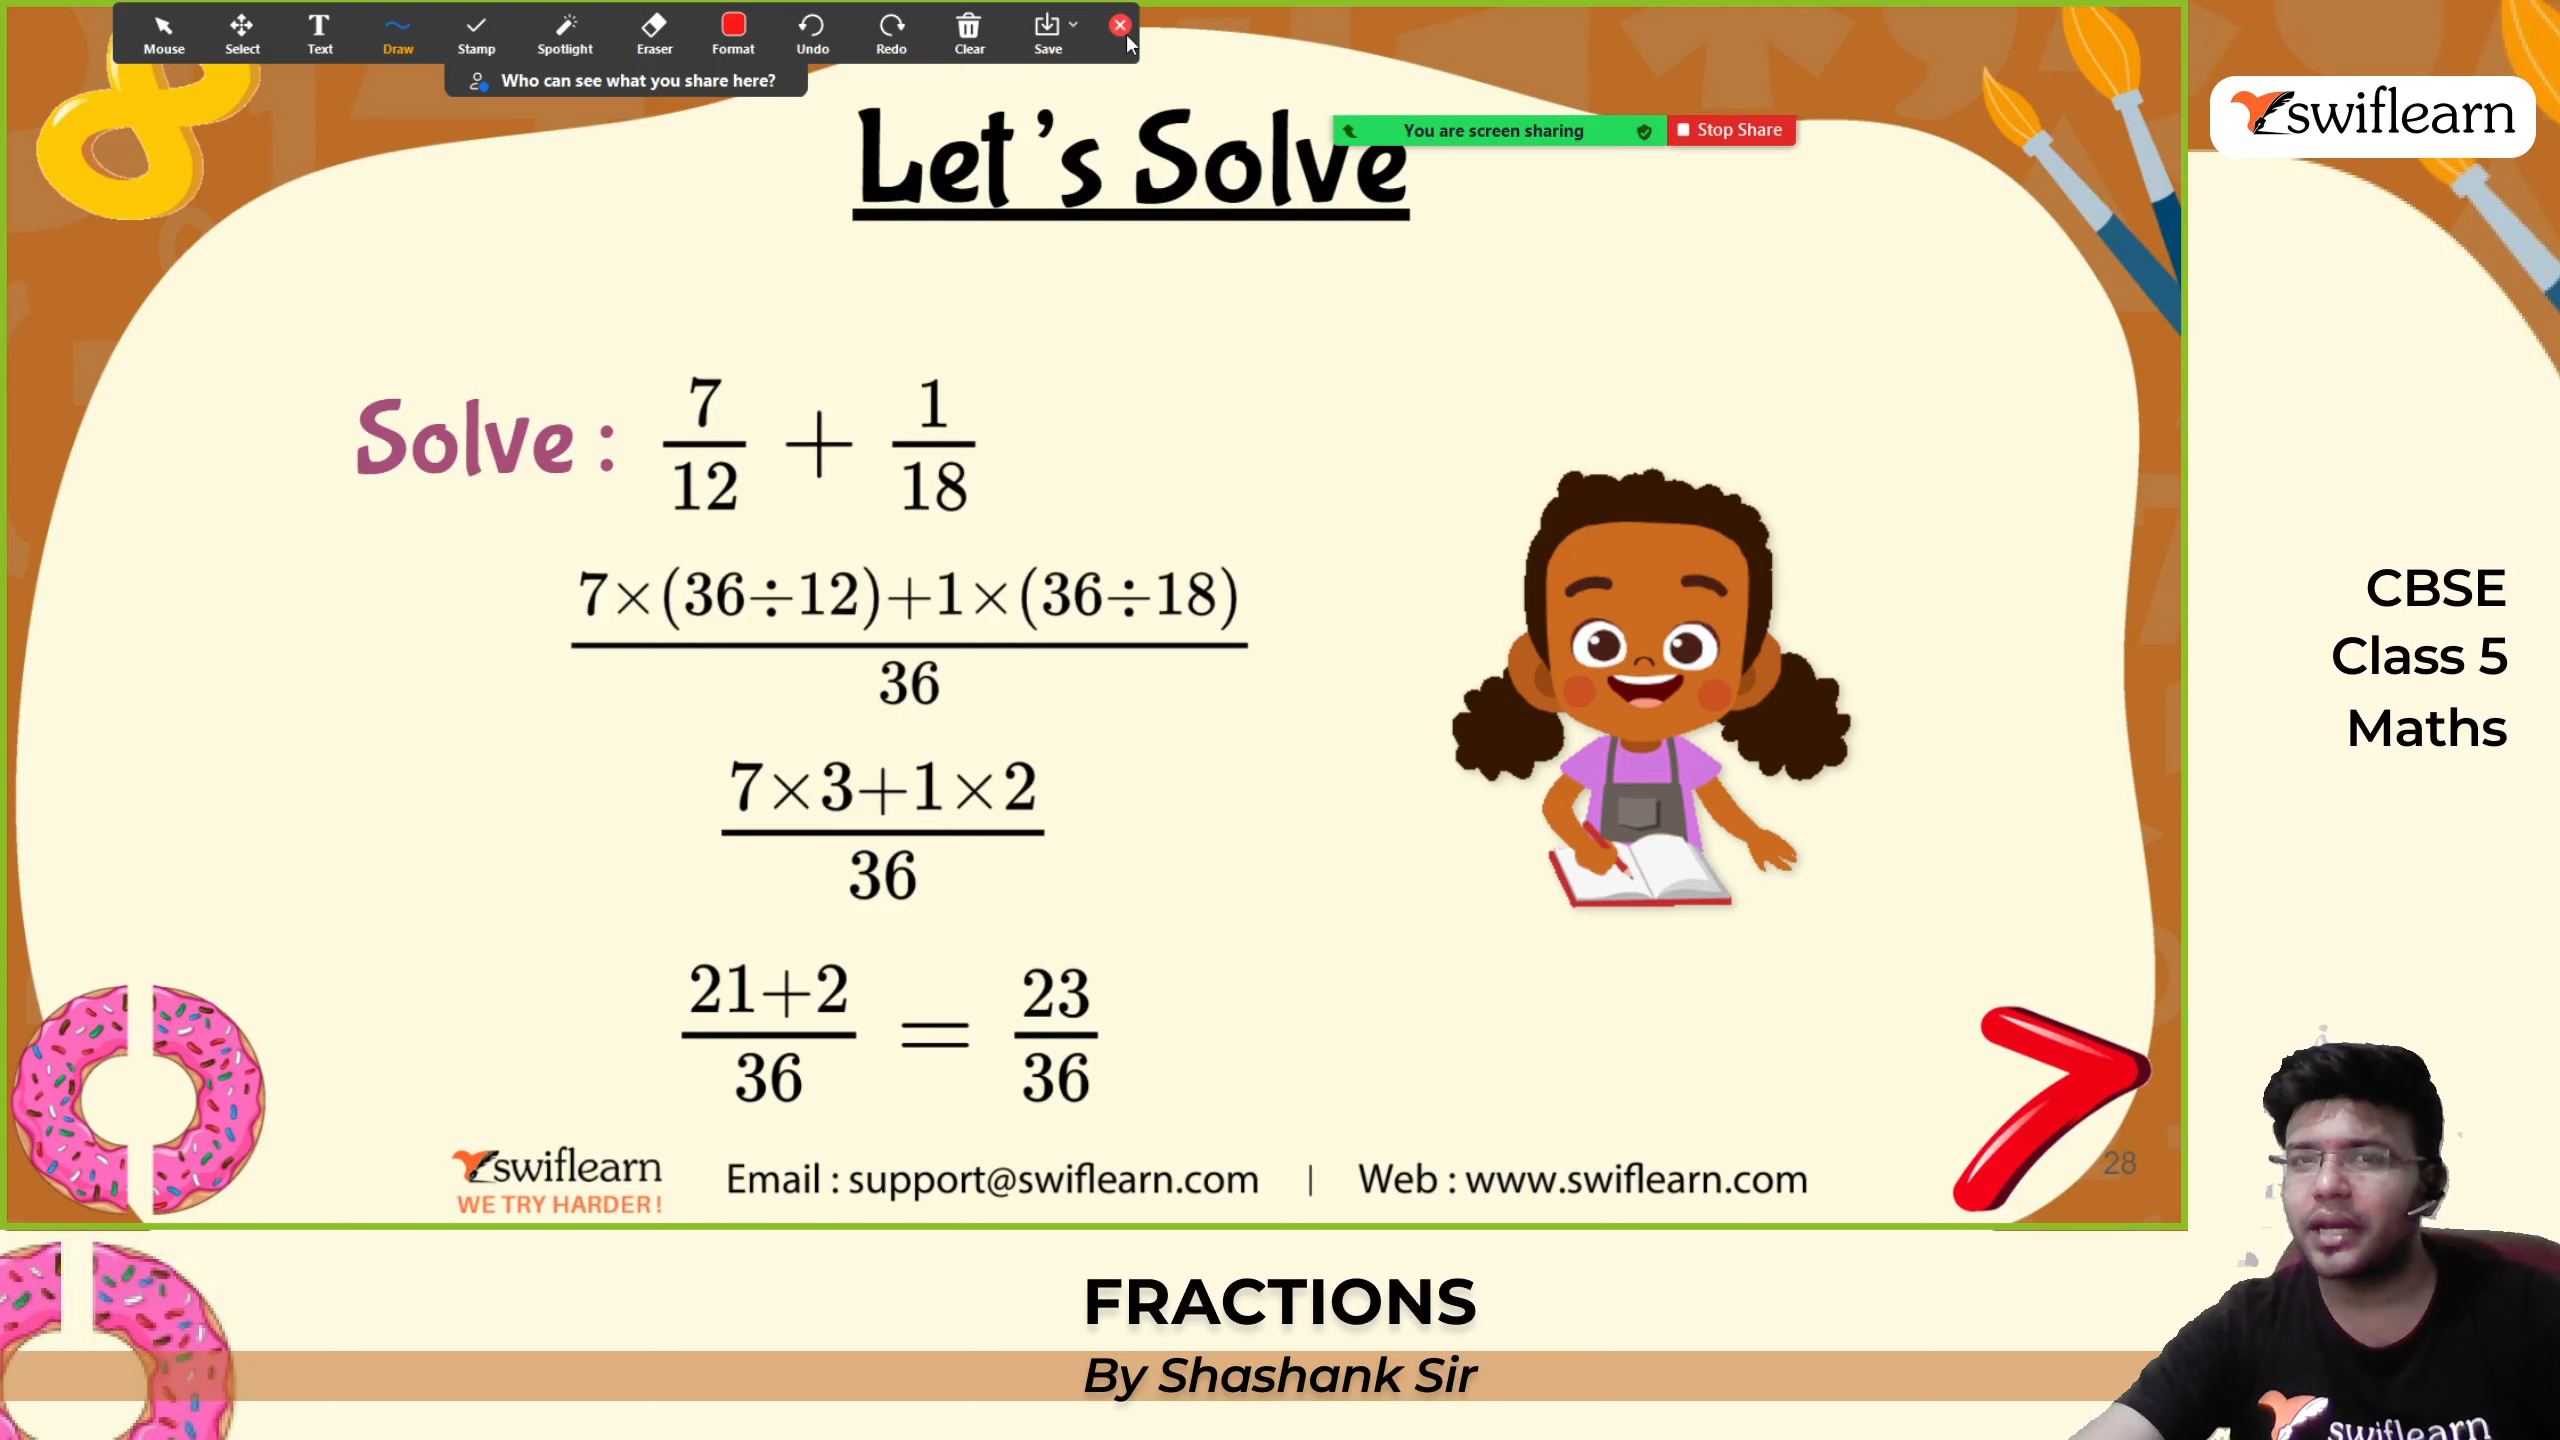 Mouse Select Text Draw Stamp Spotlight Eraser Format Undo Redo Clear Save
Who can see what you share here?
You are screen sharing Stop Share
swiflearn
Let's Solve
Solve : 7/12 + 1/18
7×(36÷12)+1×(36÷18)
36
7×3+1×2
36
21+2/36 = 23/36
CBSE
Class 5
Maths
swiflearn
WE TRY HARDER !
Email : support@swiflearn.com | Web : www.swiflearn.com
28
FRACTIONS
By Shashank Sir
swiflearn